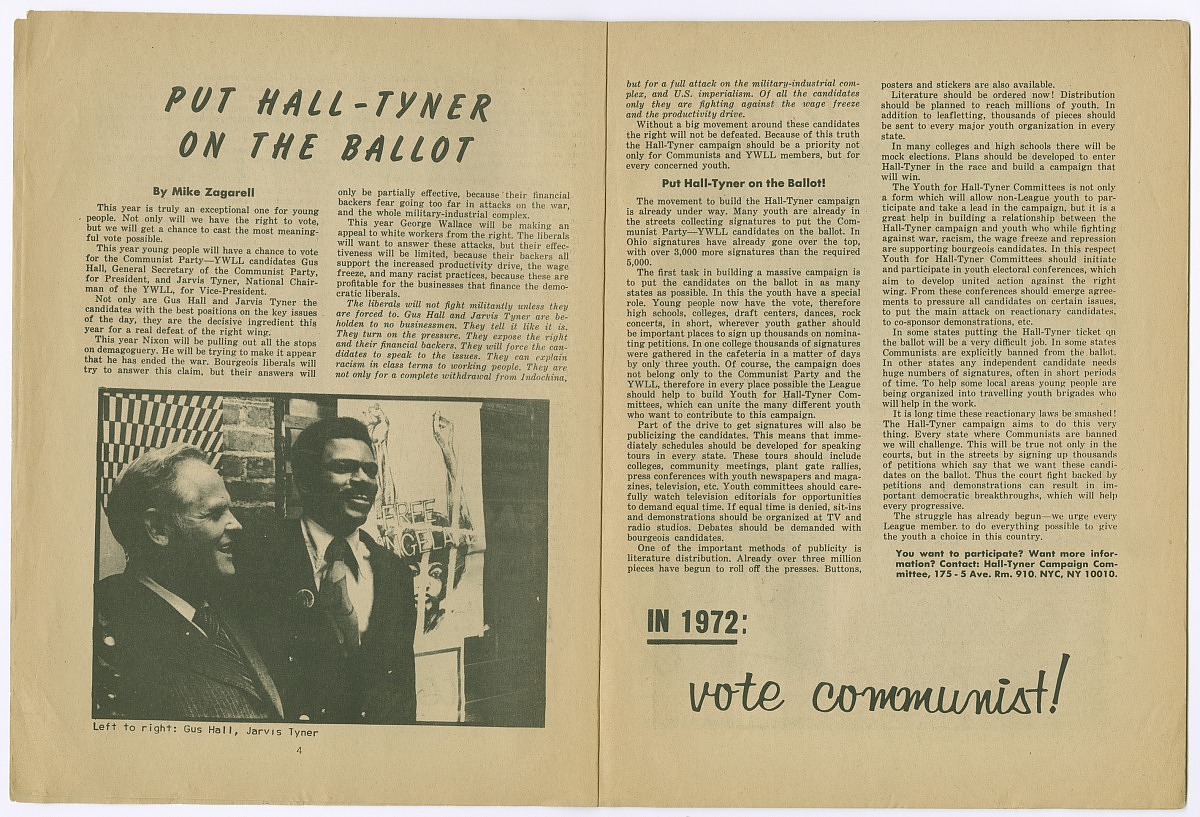 PUT HALL-TYNER
ON THE BALLOT
By Mike Zagarell
This year is truly an exceptional one for young
people. Not only will we have the right to vote,
but we will get a chance to cast the most meaning-
ful vote possible.
This year young people will have a chance to vote
for the Communist Party—YWLL candidates Gus
Hall, General Secretary of the Communist Party,
for President, and Jarvis Tyner, National Chair-
man of the YWLL, for Vice-President.
Not only are Gus Hall and Jarvis Tyner the
candidates with the best positions on the key issues
of the day, they are the decisive ingredient this
year for a real defeat of the right wing.
This year Nixon will be pulling out all the stops
on demagoguery. He will be trying to make it appear
that he has ended the war. Bourgeois liberals will
try to answer this claim, but their answers will
only be partially effective, because their financial
backers fear going too far in attacks on the war,
and the whole military-industrial complex.
This year George Wallace will be making an
appeal to white workers from the right. The liberals
will want to answer these attacks, but their effec-
tiveness will be limited, because their backers all
support the increased productivity drive, the wage
freeze, and many racist practices, because these are
profitable for the businesses that finance the demo-
cratic liberals.
The liberals will not fight militantly unless they
are forced to. Gus Hall and Jarvis Tyner are be-
holden to no businessmen. They tell it like it is.
They turn on the pressure. They expose the right
and their financial backers. They will force the can-
didates to speak to the issues. They can explain
racism in class terms to working people. They are
not only for a complete withdrawal from Indochina,
FREE
ANGELA
Left to right: Gus Hall, Jarvis Tyner
4
but for a full attack on the military-industrial com-
plex, and U.S. imperialism. Of all the candidates
only they are fighting against the wage freeze
and the productivity drive.
Without a big movement around these candidates
the right will not be defeated. Because of this truth
the Hall-Tyner campaign should be a priority not
only for Communists and YWLL members, but for
every concerned youth.
Put Hall-Tyner on the Ballot!
The movement to build the Hall-Tyner campaign
is already under way. Many youth are already in
the streets collecting signatures to put the Com-
munist Party—YWLL candidates on the ballot. In
Ohio signatures have already gone over the top,
with over 3,000 more signatures than the required
5,000.
The first task in building a massive campaign is
to put the candidates on the ballot in as many
states as possible. In this the youth have a special
role. Young people now have the vote, therefore
high schools, colleges, draft centers, dances, rock
concerts, in short, wherever youth gather should
be important places to sign up thousands on nomina-
ting petitions. In one college thousands of signatures
were gathered in the cafeteria in a matter of days
by only three youth. Of course, the campaign does
not belong only to the Communist Party and the
YWLL, therefore in every place possible the League
should help to build Youth for Hall-Tyner Com-
mittees, which can unite the many different youth
who want to contribute to this campaign.
Part of the drive to get signatures will also be
publicizing the candidates. This means that imme-
diately schedules should be developed for speaking
tours in every state. These tours should include
colleges, community meetings, plant gate rallies,
press conferences with youth newspapers and maga-
zines, television, etc. Youth committees should care-
fully watch television editorials for opportunities
to demand equal time. If equal time is denied, sit-ins
and demonstrations should be organized at TV and
radio studios. Debates should be demanded with
bourgeois candidates.
One of the important methods of publicity is
literature distribution. Already over three million
pieces have begun to roll off the presses. Buttons,
posters and stickers are also available.
Literature should be ordered now! Distribution
should be planned to reach millions of youth. In
addition to leafletting, thousands of pieces should
be sent to every major youth organization in every
state.
In many colleges and high schools there will be
mock elections. Plans should be developed to enter
Hall-Tyner in the race and build a campaign that
will win.
The Youth for Hall-Tyner Committees is not only
a form which will allow non-League youth to par-
ticipate and take a lead in the campaign, but it is a
great help in building a relationship between the
Hall-Tyner campaign and youth who while fighting
against war, racism, the wage freeze and repression
are supporting bourgeois candidates. In this respect
Youth for Hall-Tyner Committees should initiate
and participate in youth electoral conferences, which
aim to develop united action against the right
wing. From these conferences should emerge agree-
ments to pressure all candidates on certain issues,
to put the main attack on reactionary candidates,
to co-sponsor demonstrations, etc.
In some states putting the Hall-Tyner ticket on
the ballot will be a very difficult job. In some states
Communists are explicitly banned from the ballot.
In other states any independent candidate needs
huge numbers of signatures, often in short periods
of time. To help some local areas young people are
being organized into travelling youth brigades who
will help in the work.
It is long time these reactionary laws be smashed!
The Hall-Tyner campaign aims to do this very
thing. Every state where Communists are banned
we will challenge. This will be true not only in the
courts, but in the streets by signing up thousands
of petitions which say that we want these candi-
dates on the ballot. Thus the court fight backed by
petitions and demonstrations can result in im-
portant democratic breakthroughs, which will help
every progressive.
The struggle has already begun—we urge every
League member to do everything possible to give
the youth a choice in this country.
You want to participate? Want more infor-
mation? Contact: Hall-Tyner Campaign Com-
mittee, 175 - 5 Ave. Rm. 910, NYC, NY 10010.
IN 1972:
vote communist!